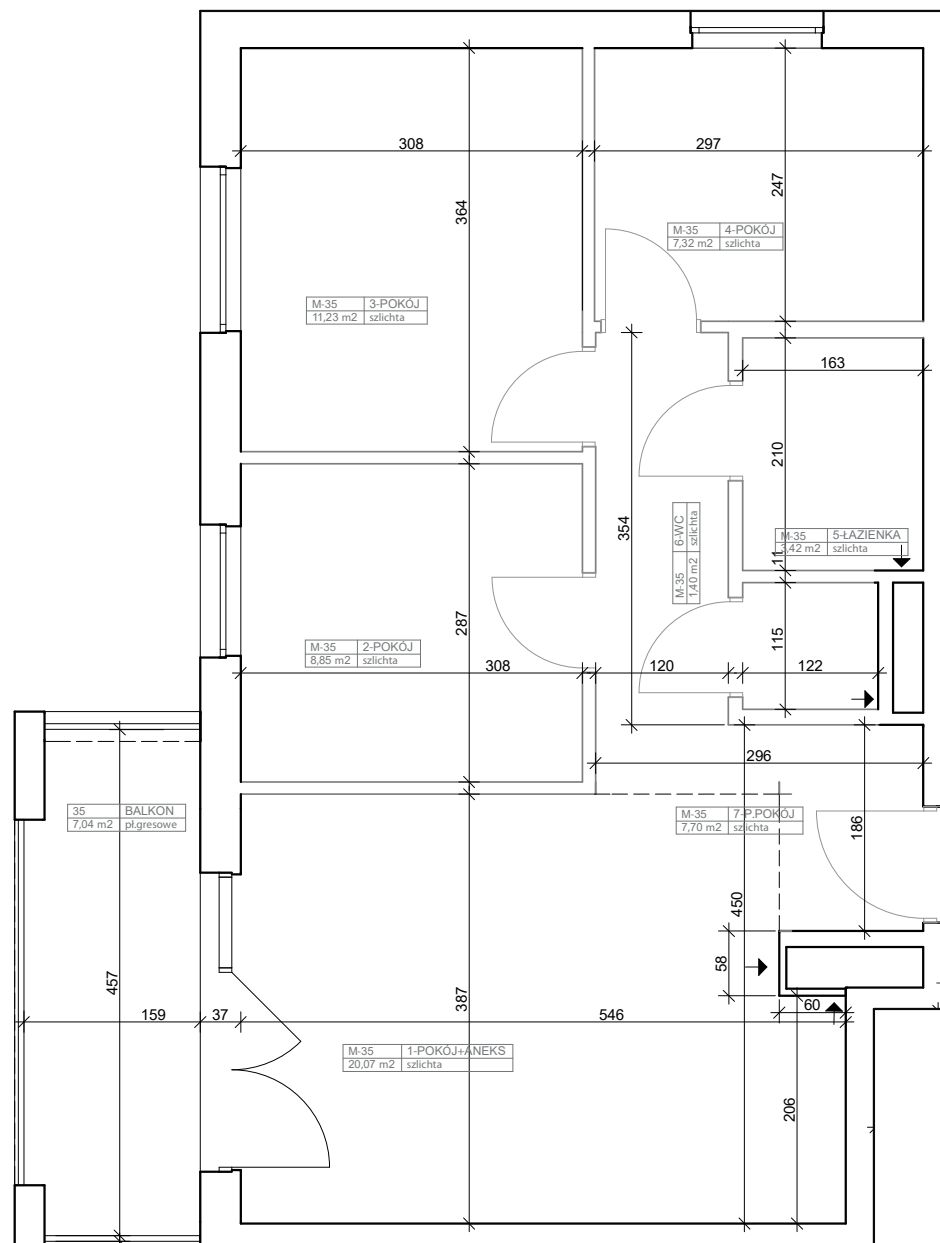 308
297
364
247
M-35 4-POKÓJ
7,32 m2 szlichta
M-35 3-POKÓJ
11,23 m2 szlichta
163
210
354
M-35 6-WC
1,40 m2 szlichta
M-35 5-ŁAZIENKA
3,42 m2 szlichta
11
287
115
M-35 2-POKÓJ
8,85 m2 szlichta
308
120
122
296
35 BALKON
7,04 m2 pł.gresowe
M-35 7-P.POKÓJ
7,70 m2 szlichta
186
450
58
457
387
159
37
546
60
M-35 1-POKÓJ+ANEKS
20,07 m2 szlichta
206